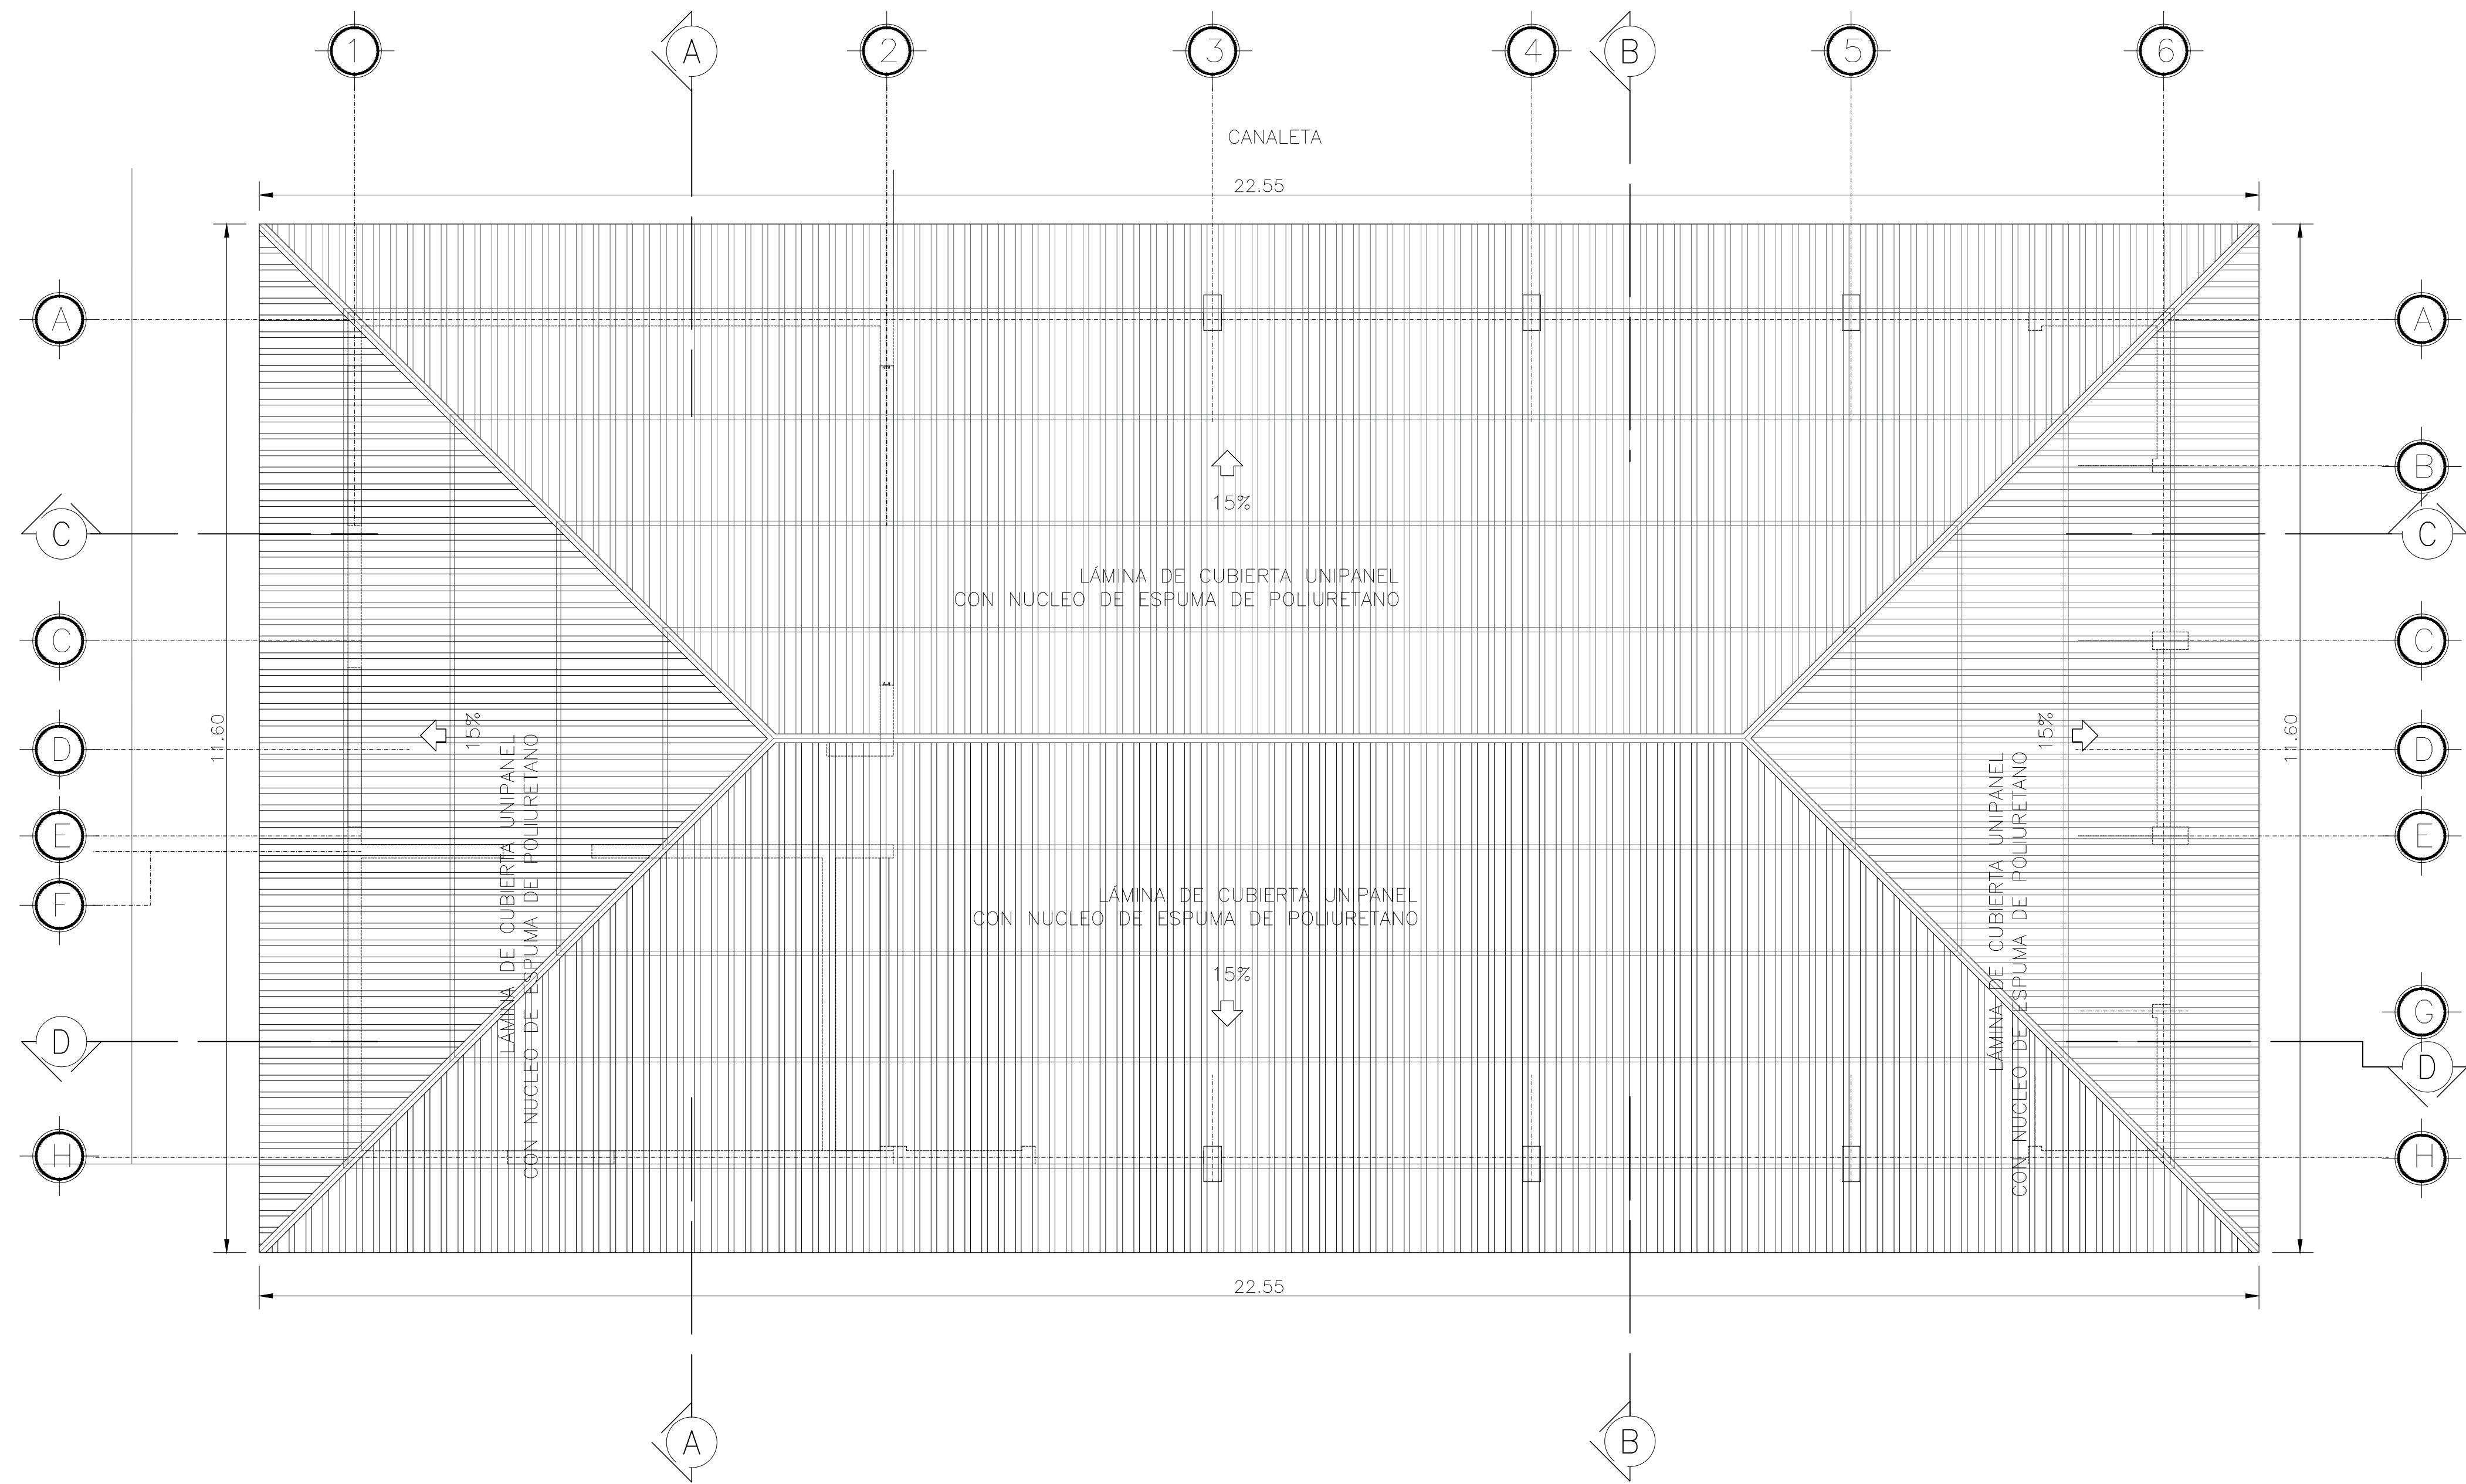 1
A
2
3
4
B
5
6
CANALETA
22.55
A
A
B
15%
C
C
LÁMINA DE CUBIERTA UNIPANEL
CON NUCLEO DE ESPUMA DE POLIURETANO
C
C
11.60
15%
LÁMINA DE CUBIERTA UNIPANEL
CON NUCLEO DE ESPUMA DE POLIURETANO
15%
LÁMINA DE CUBIERTA UNIPANEL
CON NUCLEO DE ESPUMA DE POLIURETANO
11.60
D
D
E
E
F
LÁMINA DE CUBIERTA UNIPANEL
CON NUCLEO DE ESPUMA DE POLIURETANO
15%
G
D
D
H
H
22.55
A
B